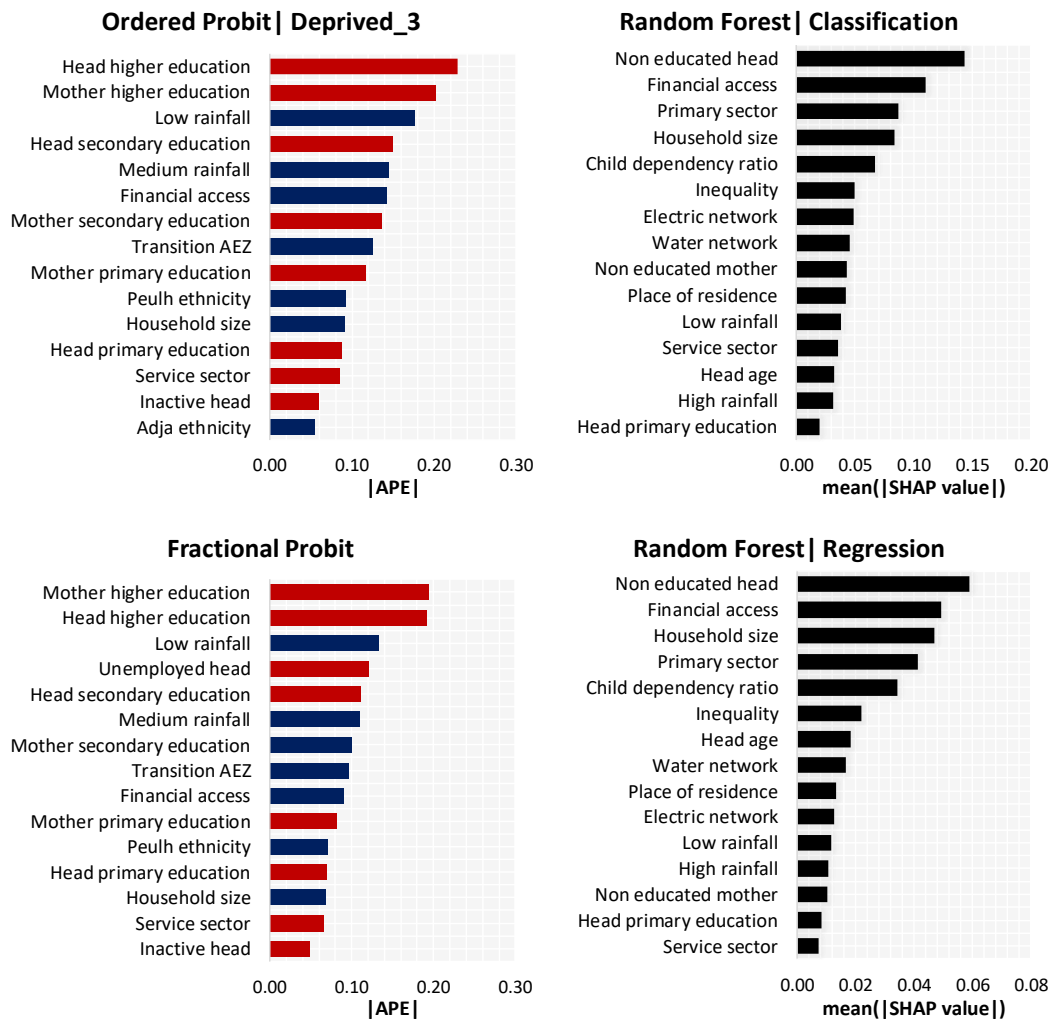 Ordered Probit| Deprived_3
Head higher education
Mother higher education
Low rainfall
Head secondary education
Medium rainfall
Financial access
Mother secondary education
Transition AEZ
Mother primary education
Peulh ethnicity
Household size
Head primary education
Service sector
Inactive head
Adja ethnicity
0.00 0.10 0.20 0.30
|APE|
Random Forest| Classification
Non educated head
Financial access
Primary sector
Household size
Child dependency ratio
Inequality
Electric network
Water network
Non educated mother
Place of residence
Low rainfall
Service sector
Head age
High rainfall
Head primary education
0.00 0.05 0.10 0.15 0.20
mean(|SHAP value|)
Fractional Probit
Mother higher education
Head higher education
Low rainfall
Unemployed head
Head secondary education
Medium rainfall
Mother secondary education
Transition AEZ
Financial access
Mother primary education
Peulh ethnicity
Head primary education
Household size
Service sector
Inactive head
0.00 0.10 0.20 0.30
|APE|
Random Forest| Regression
Non educated head
Financial access
Household size
Primary sector
Child dependency ratio
Inequality
Head age
Water network
Place of residence
Electric network
Low rainfall
High rainfall
Non educated mother
Head primary education
Service sector
0.00 0.02 0.04 0.06 0.08
mean(|SHAP value|)